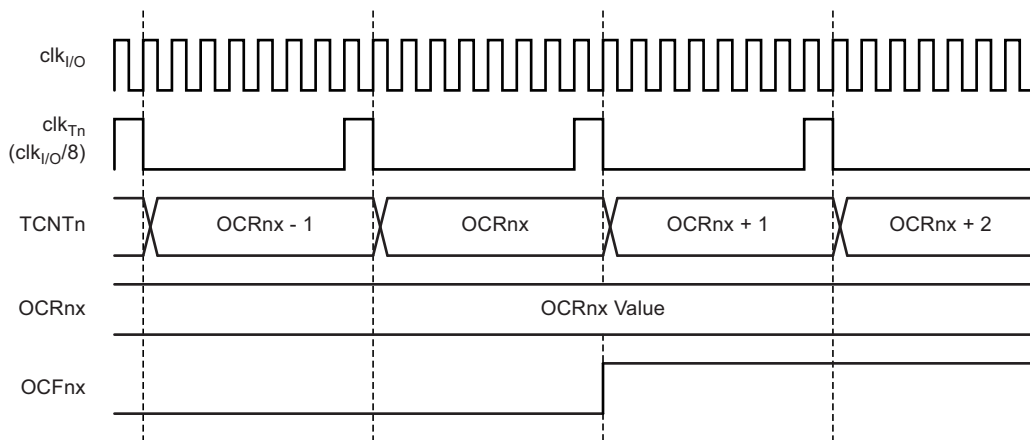 clkI/O
clkTn
(clkI/O/8)
TCNTn
OCRnx - 1
OCRnx
OCRnx + 1
OCRnx + 2
OCRnx
OCRnx Value
OCFnx